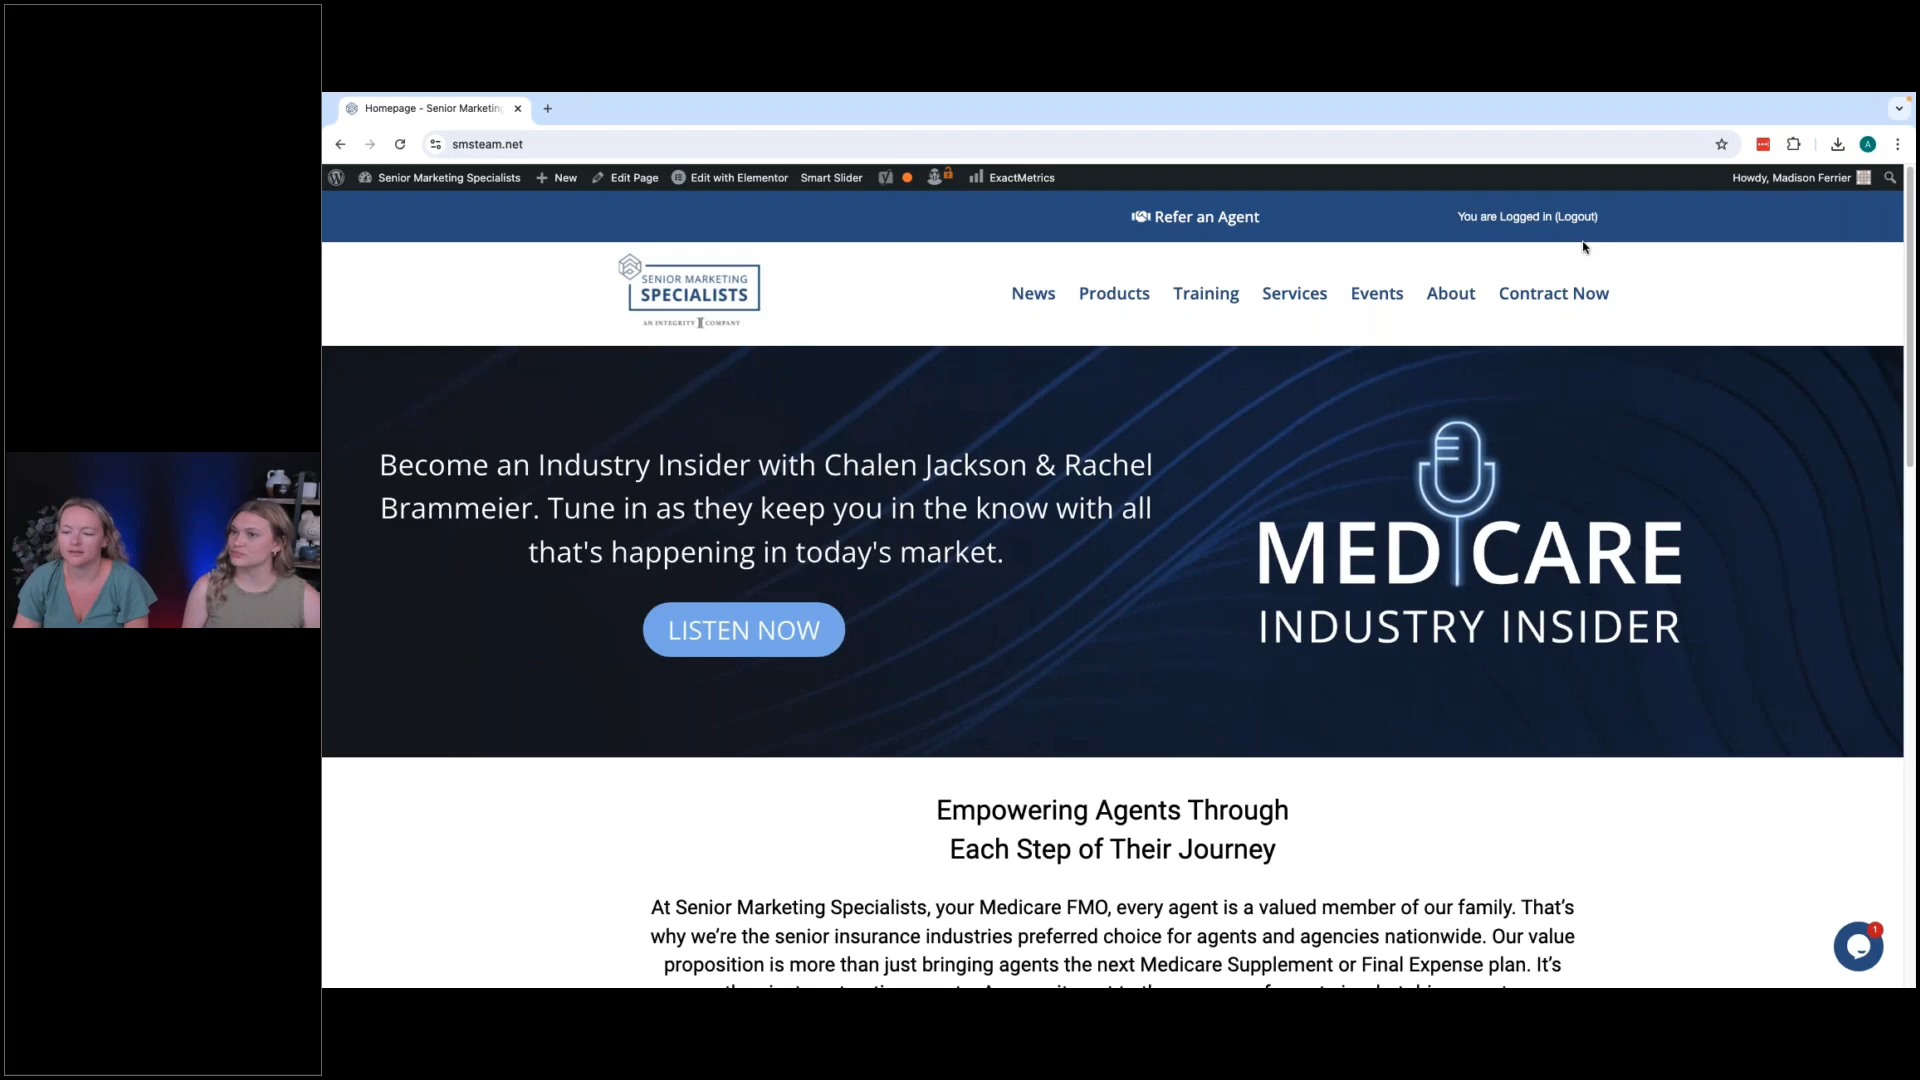 Homepage - Senior Marketing
smsteam.net
A
Senior Marketing Specialists
New
Edit Page
Edit with Elementor
Smart Slider
ExactMetrics
Howdy, Madison Ferrier
Refer an Agent
You are Logged in (Logout)
SENIOR MARKETING
SPECIALISTS
AN INTEGRITY COMPANY
News
Products
Training
Services
Events
About
Contract Now
Become an Industry Insider with Chalen Jackson & Rachel
Brammeier. Tune in as they keep you in the know with all
that's happening in today's market.
LISTEN NOW
MEDICARE
INDUSTRY INSIDER
Empowering Agents Through
Each Step of Their Journey
At Senior Marketing Specialists, your Medicare FMO, every agent is a valued member of our family. That’s
why we’re the senior insurance industries preferred choice for agents and agencies nationwide. Our value
proposition is more than just bringing agents the next Medicare Supplement or Final Expense plan. It’s
1